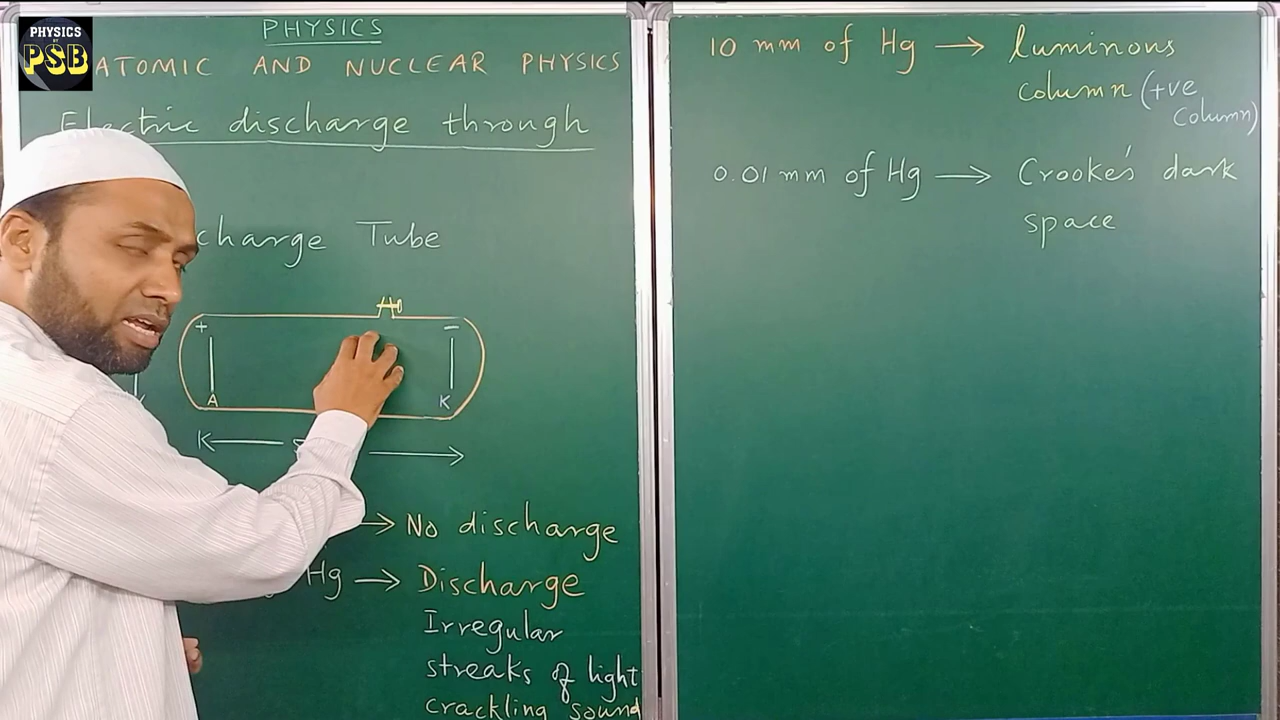 PHYSICS
BY
PSB
PHYSICS
ATOMIC AND NUCLEAR PHYSICS
Electric discharge through
charge Tube
+
−
A
K
No discharge
Hg → Discharge
Irregular
streaks of light
crackling sound
10 mm of Hg → luminous
column (+ve
column)
0.01 mm of Hg → Crooke's dark
space